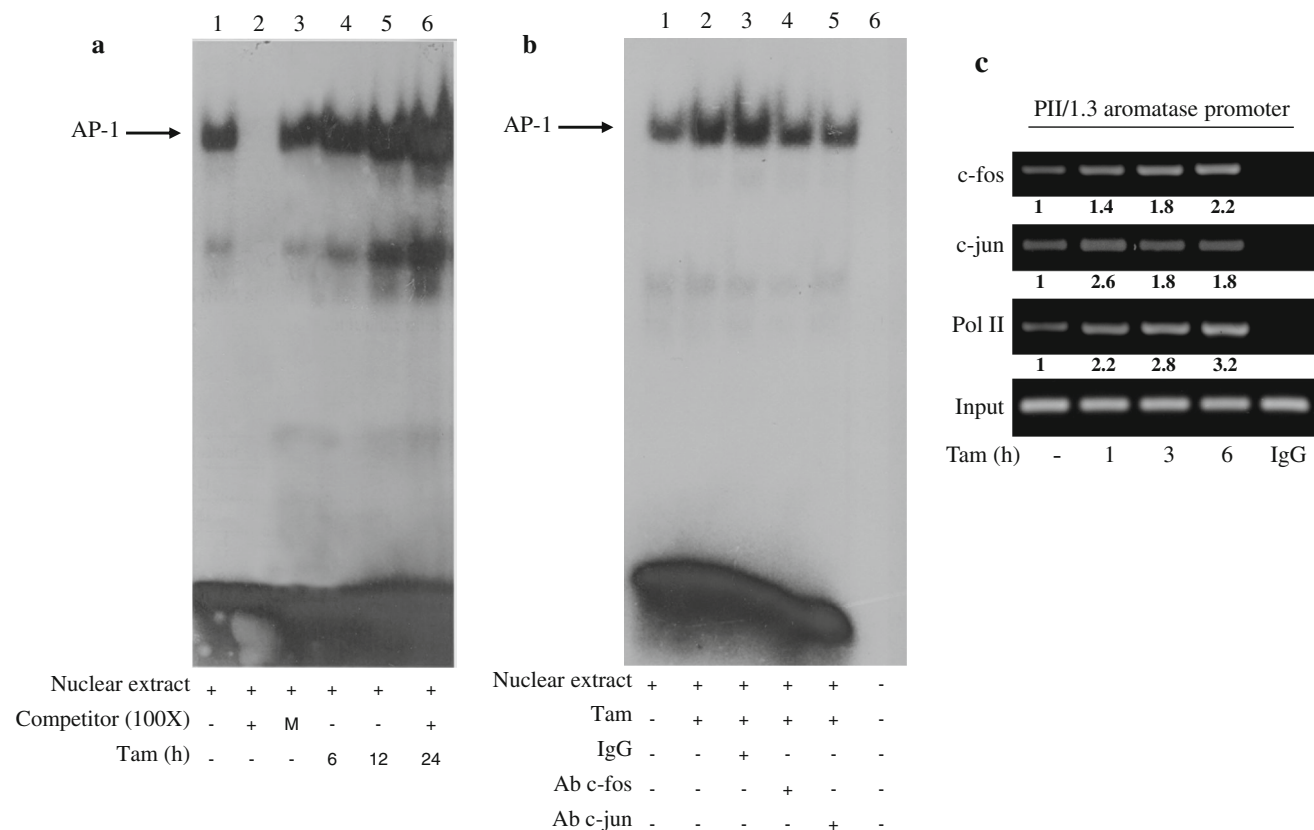 a
1 2 3 4 5 6
AP-1
Nuclear extract + + + + + +
Competitor (100X) - + M - - +
Tam (h) - - - 6 12 24
b
1 2 3 4 5 6
AP-1
Nuclear extract + + + + + -
Tam - + + + + -
IgG - - + - - -
Ab c-fos - - - + - -
Ab c-jun - - - - + -
c
PII/1.3 aromatase promoter
c-fos
1 1.4 1.8 2.2
c-jun
1 2.6 1.8 1.8
Pol II
1 2.2 2.8 3.2
Input
Tam (h) - 1 3 6 IgG